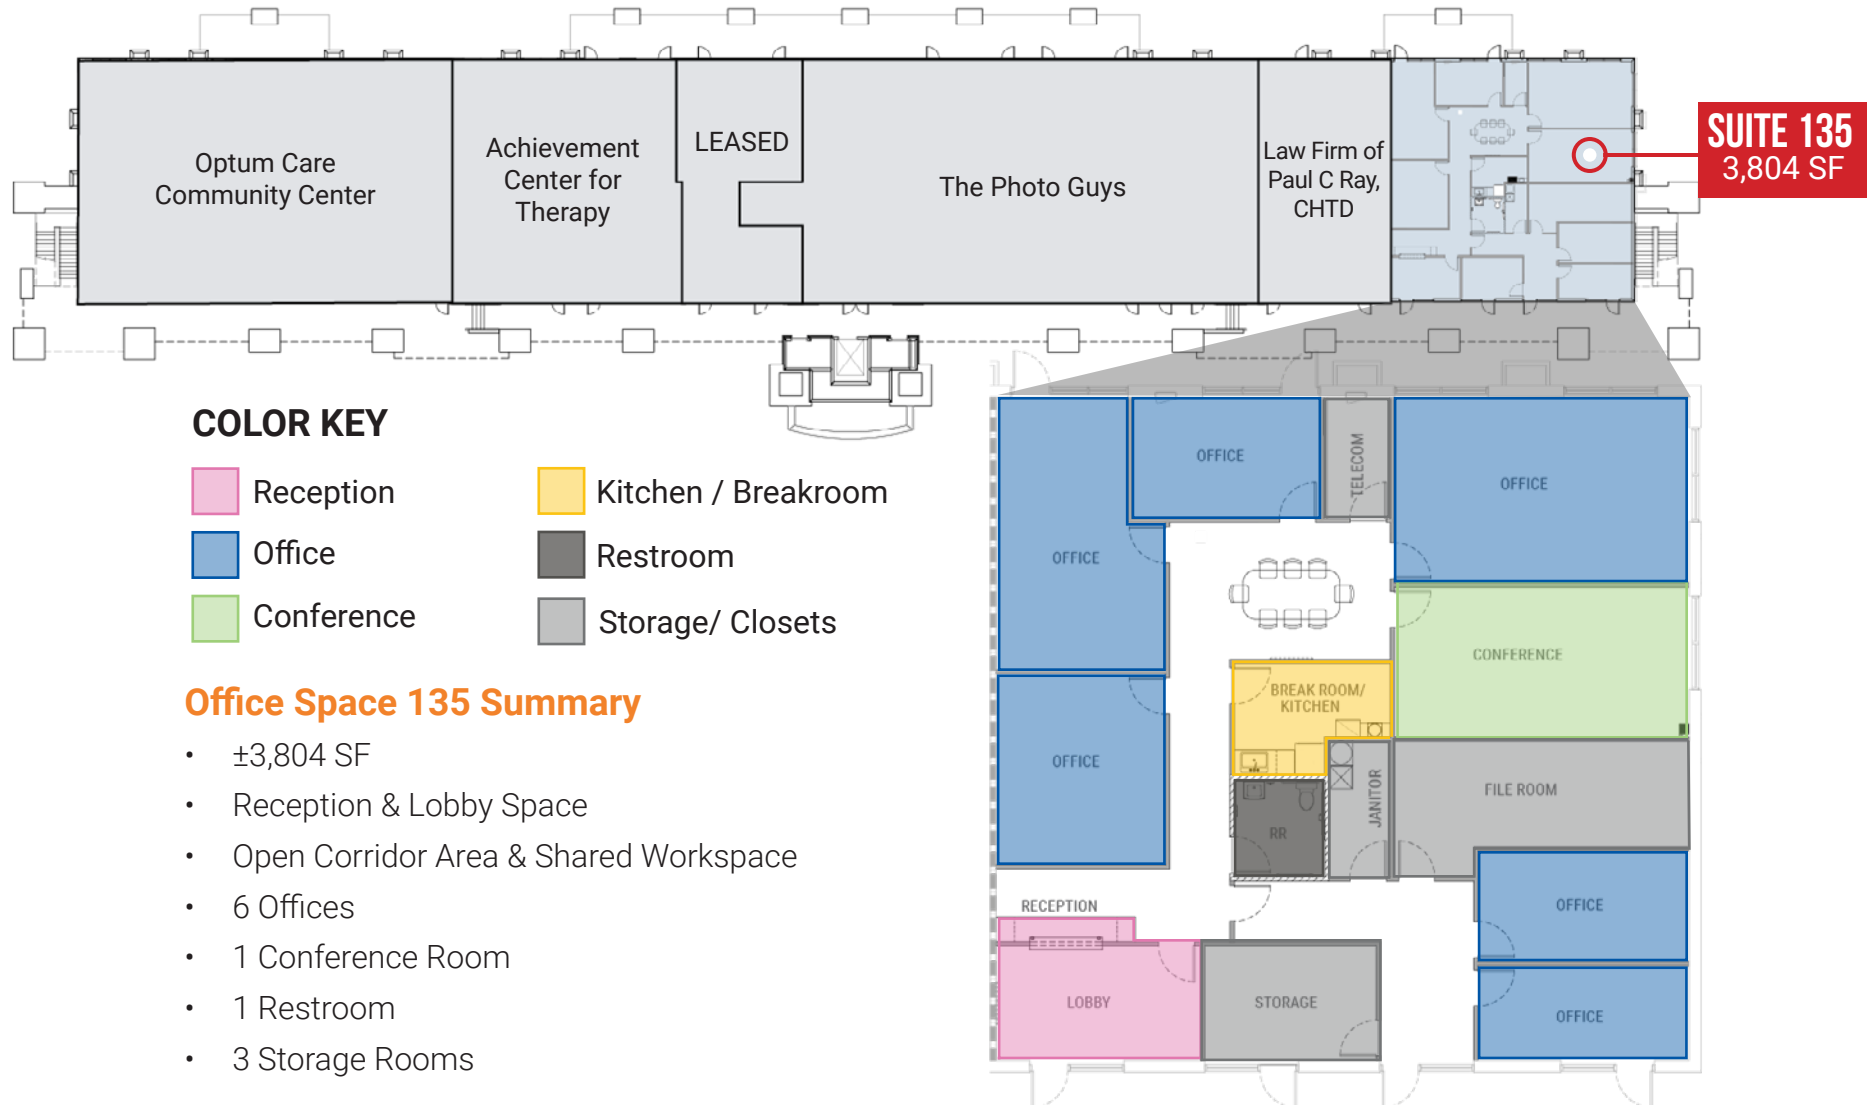 Optum Care
Community Center
Achievement
Center for
Therapy
LEASED
The Photo Guys
Law Firm of
Paul C Ray,
CHTD
SUITE 135
3,804 SF
COLOR KEY
Reception
Kitchen / Breakroom
Office
Restroom
Conference
Storage/ Closets
Office Space 135 Summary
• ±3,804 SF
• Reception & Lobby Space
• Open Corridor Area & Shared Workspace
• 6 Offices
• 1 Conference Room
• 1 Restroom
• 3 Storage Rooms
OFFICE
TELECOM
OFFICE
OFFICE
CONFERENCE
BREAK ROOM/
KITCHEN
OFFICE
JANITOR
FILE ROOM
RR
RECEPTION
OFFICE
LOBBY
STORAGE
OFFICE